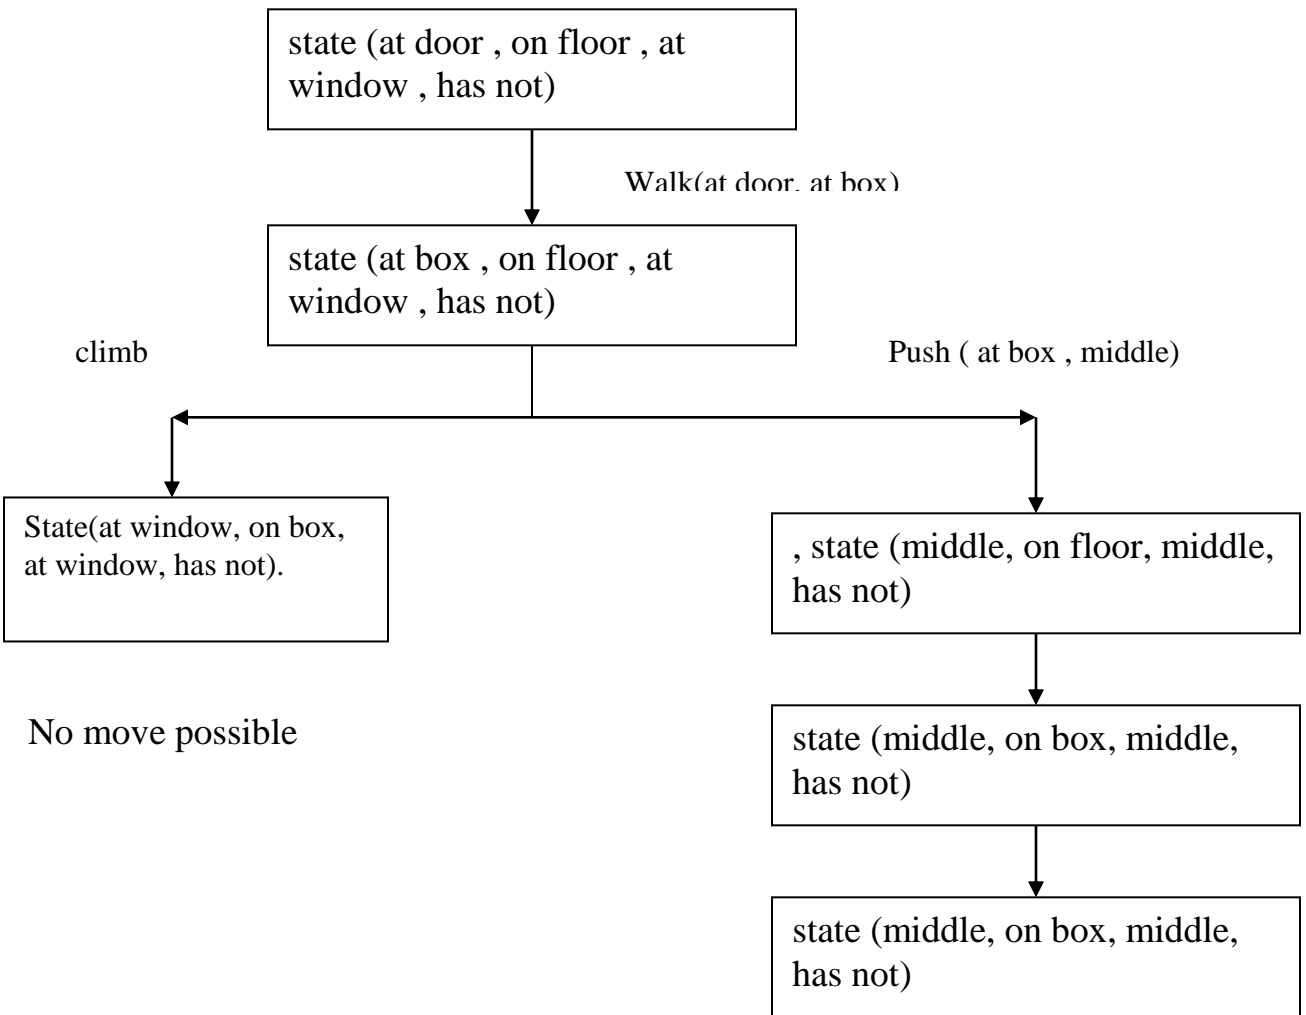 state (at door , on floor , at
window , has not)
Walk(at door, at box)
state (at box , on floor , at
window , has not)
climb
Push ( at box , middle)
State(at window, on box,
at window, has not).
, state (middle, on floor, middle,
has not)
No move possible
state (middle, on box, middle,
has not)
state (middle, on box, middle,
has not)